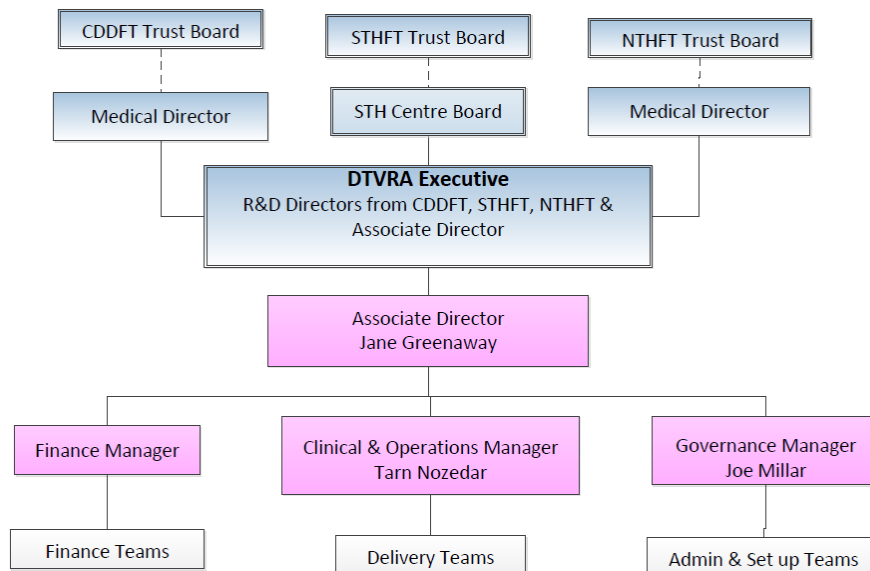 CDDFT Trust Board
STHFT Trust Board
NTHFT Trust Board
Medical Director
STH Centre Board
Medical Director
DTVRA Executive
R&D Directors from CDDFT, STHFT, NTHFT &
Associate Director
Associate Director
Jane Greenaway
Finance Manager
Clinical & Operations Manager
Tarn Nozedar
Governance Manager
Joe Millar
Finance Teams
Delivery Teams
Admin & Set up Teams